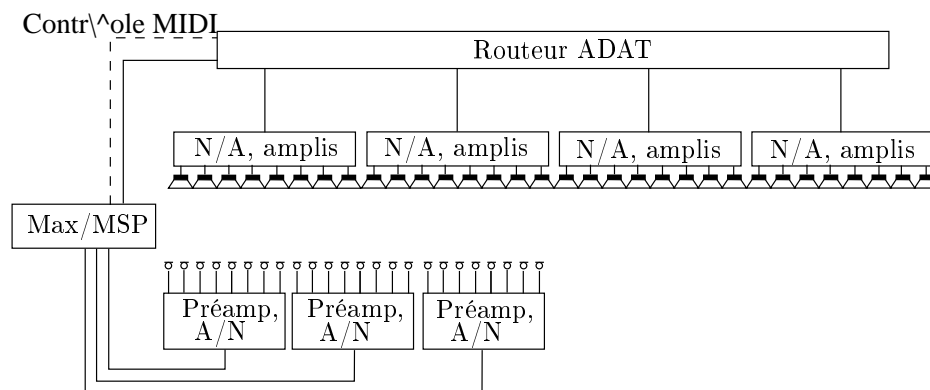 Contr\^ole MIDI
Routeur ADAT
N/A, amplis
N/A, amplis
N/A, amplis
N/A, amplis
Max/MSP
Préamp,
A/N
Préamp,
A/N
Préamp,
A/N